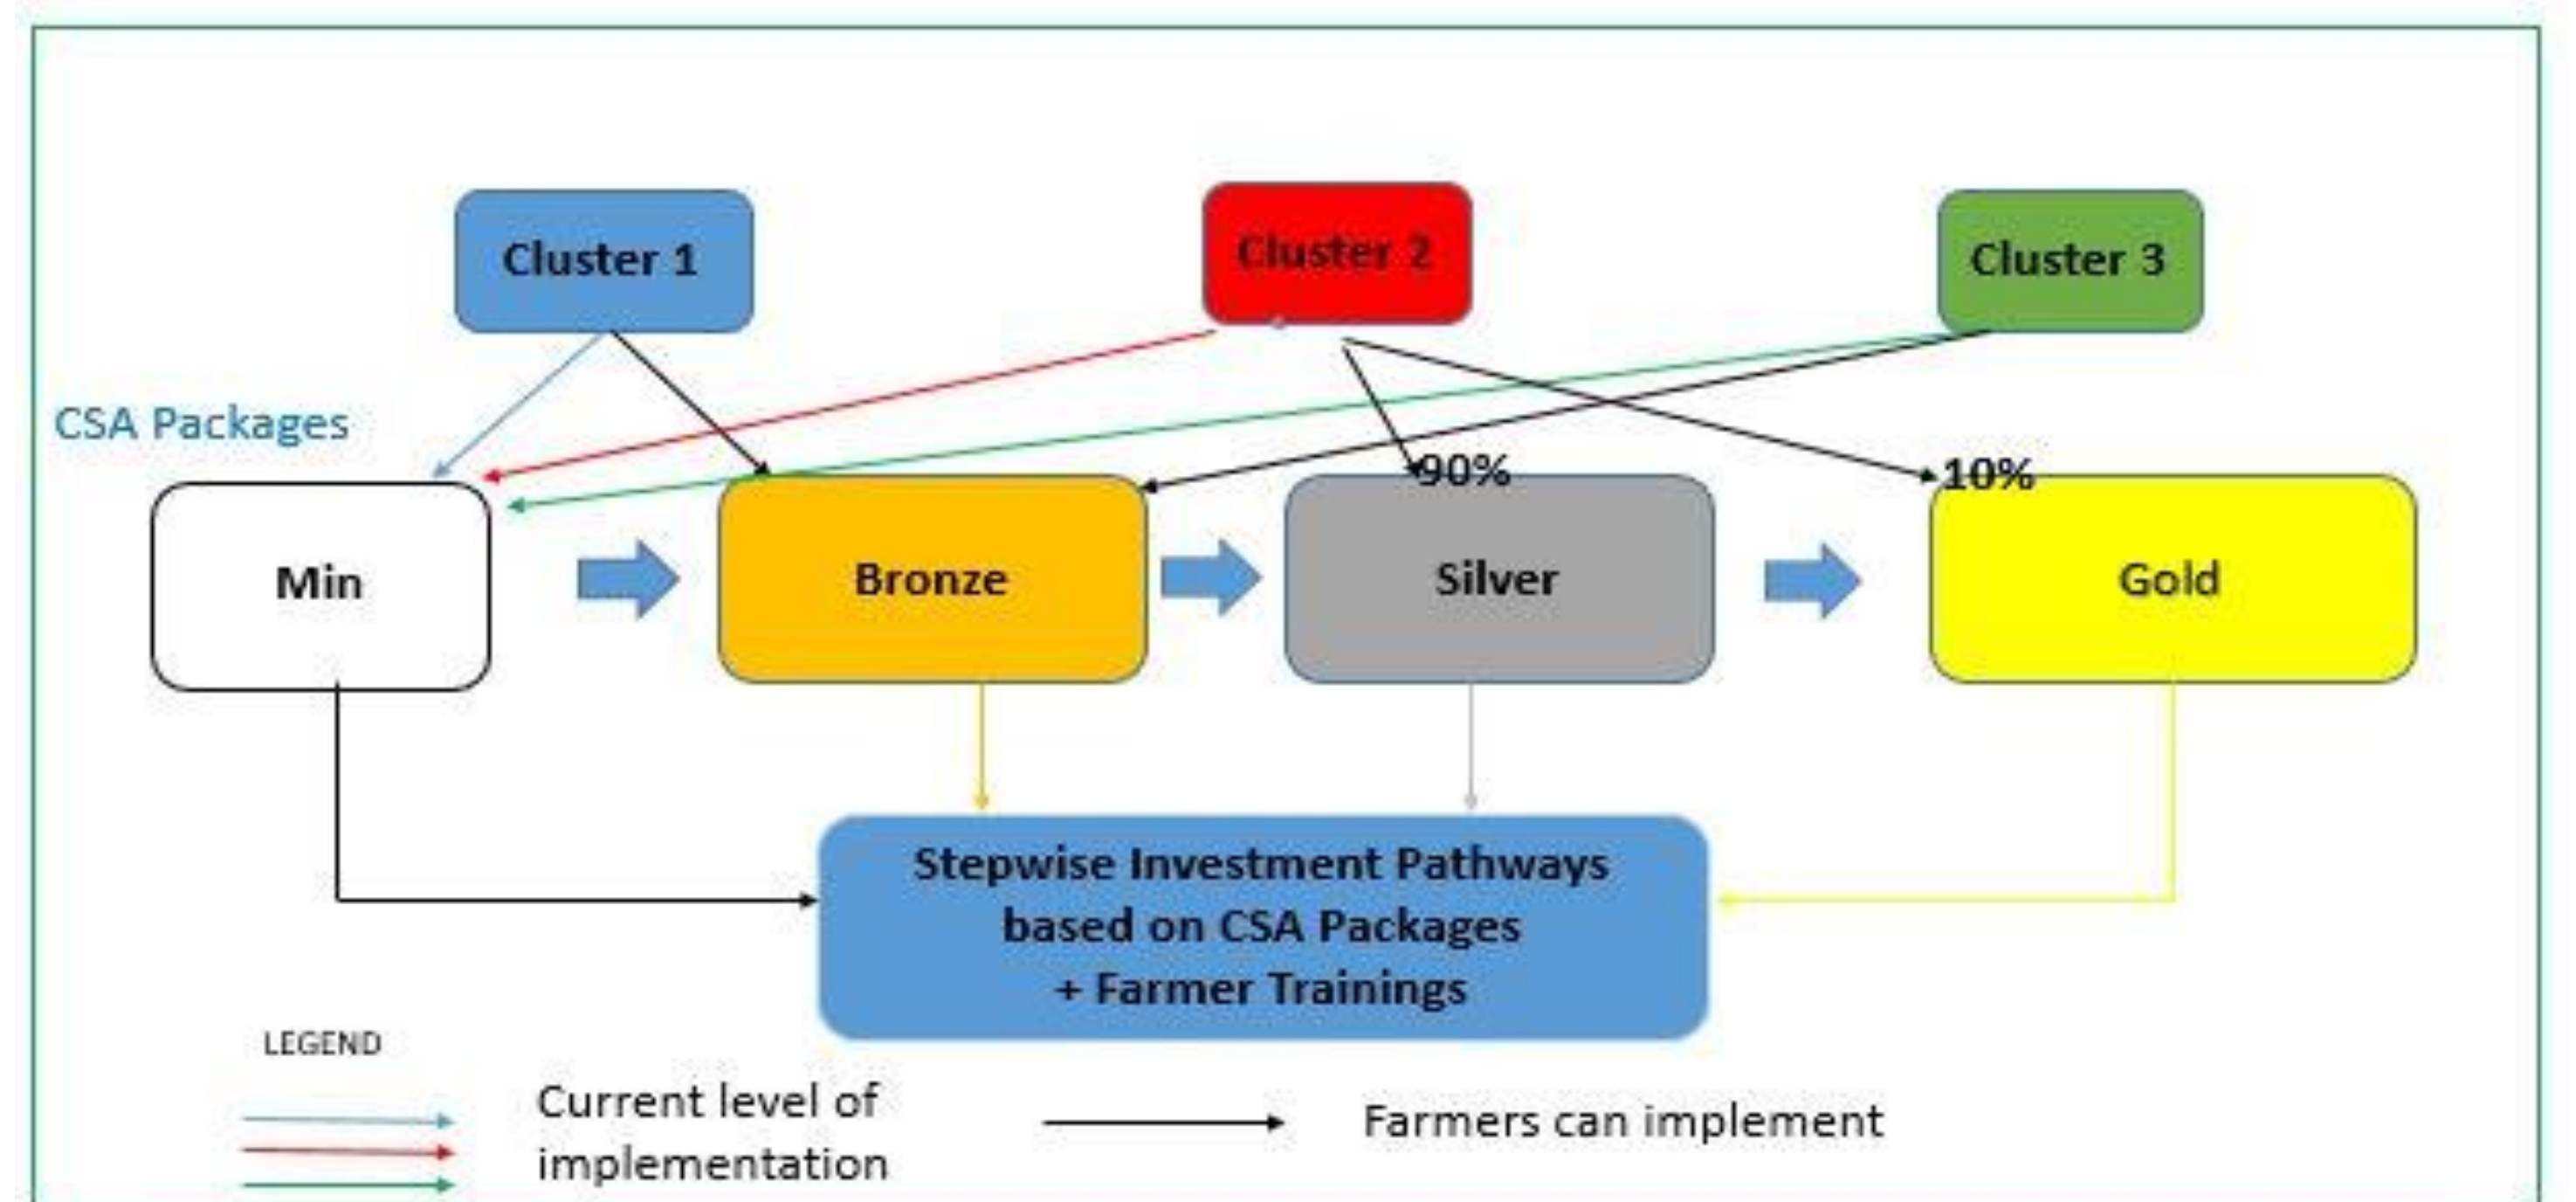 Cluster 1
Cluster 2
Cluster 3
CSA Packages
90%
10%
Min
Bronze
Silver
Gold
Stepwise Investment Pathways
based on CSA Packages
+ Farmer Trainings
LEGEND
Current level of
implementation
Farmers can implement